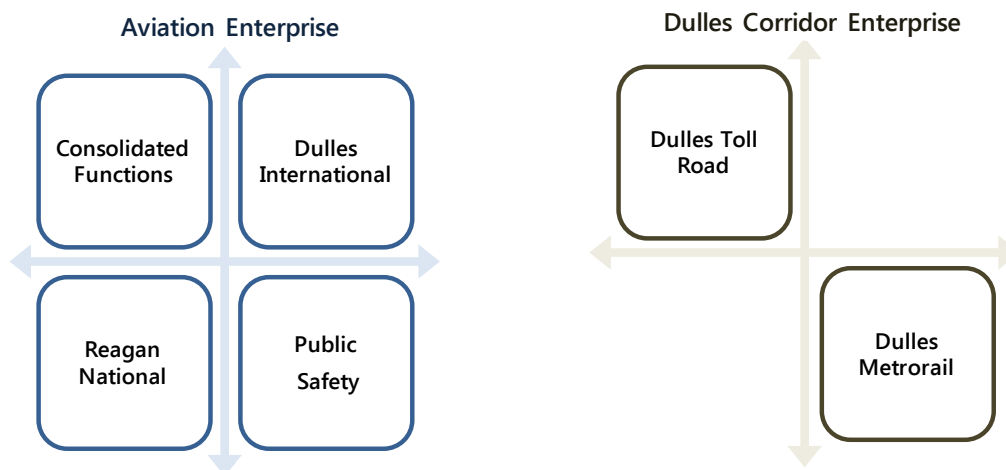 Aviation Enterprise
Consolidated
Functions
Dulles
International
Reagan
National
Public
Safety
Dulles Corridor Enterprise
Dulles Toll
Road
Dulles
Metrorail